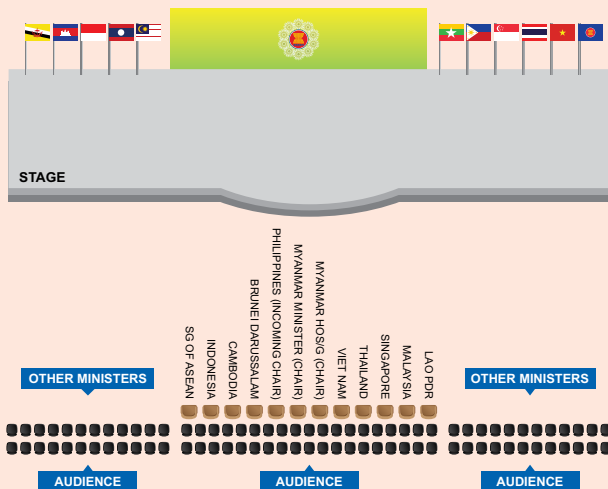 STAGE
SG OF ASEAN
INDONESIA
CAMBODIA
BRUNEI DARUSSALAM
PHILIPPINES (INCOMING CHAIR)
MYANMAR MINISTER (CHAIR)
MYANMAR HOS/G (CHAIR)
VIET NAM
THAILAND
SINGAPORE
MALAYSIA
LAO PDR
OTHER MINISTERS
OTHER MINISTERS
AUDIENCE
AUDIENCE
AUDIENCE